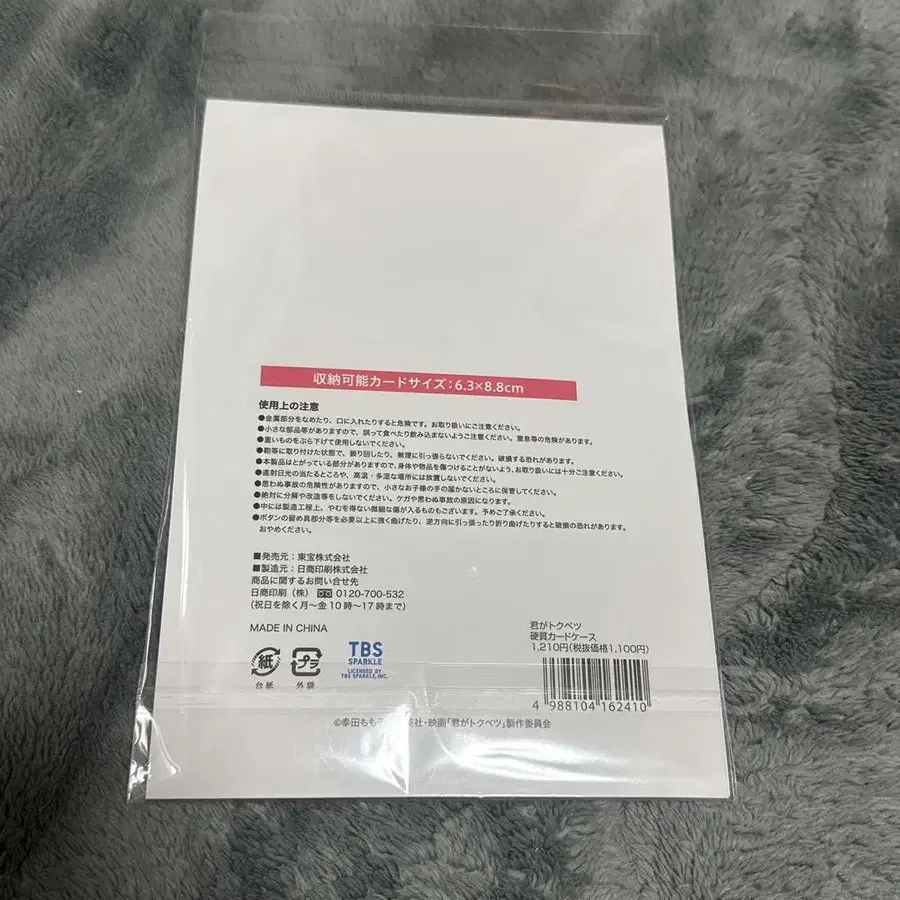 収納可能カードサイズ:6.3×8.8cm
使用上の注意
●金属部分をなめたり、口に入れたりすると危険です。お取り扱いにご注意ください。
●小さな部品等がありますので、誤って食べたり飲み込まないようご注意ください。窒息等の危険があります。
●重いものをぶら下げて使用しないでください。
●鞄等に取り付けた状態で、振り回したり、無理に引っ張らないでください。破損する恐れがあります。
●本製品はとがっている部分がありますので、身体や物品を傷つけることがないよう、お取り扱いには十分ご注意ください。
●直射日光の当たるところや、高温・多湿な場所には放置しないでください。
●思わぬ事故の危険性がありますので、小さなお子様の手の届かないところに保管してください。
●絶対に分解や改造等をしないでください。ケガや思わぬ事故の原因になります。
●中には製造工程上、やむを得ない微細な傷が入るものもございます。予めご了承ください。
●ボタンの留め具部分等を必要以上に強く曲げたり、逆方向に引っ張ったり折り曲げたりすると破損の恐れがあります。
おやめください。
■発売元:東宝株式会社
■製造元:日商印刷株式会社
商品に関するお問い合せ先
日商印刷(株) 0120-700-532
(祝日を除く月〜金10時〜17時まで)
MADE IN CHINA
君がトクベツ
硬質カードケース
1,210円(税抜価格1,100円)
紙
台紙
プラ
外袋
TBS
SPARKLE
LICENSED BY
TBS SPARKLE, INC.
4 988104 162410
©幸田もも 集英社・映画「君がトクベツ」製作委員会